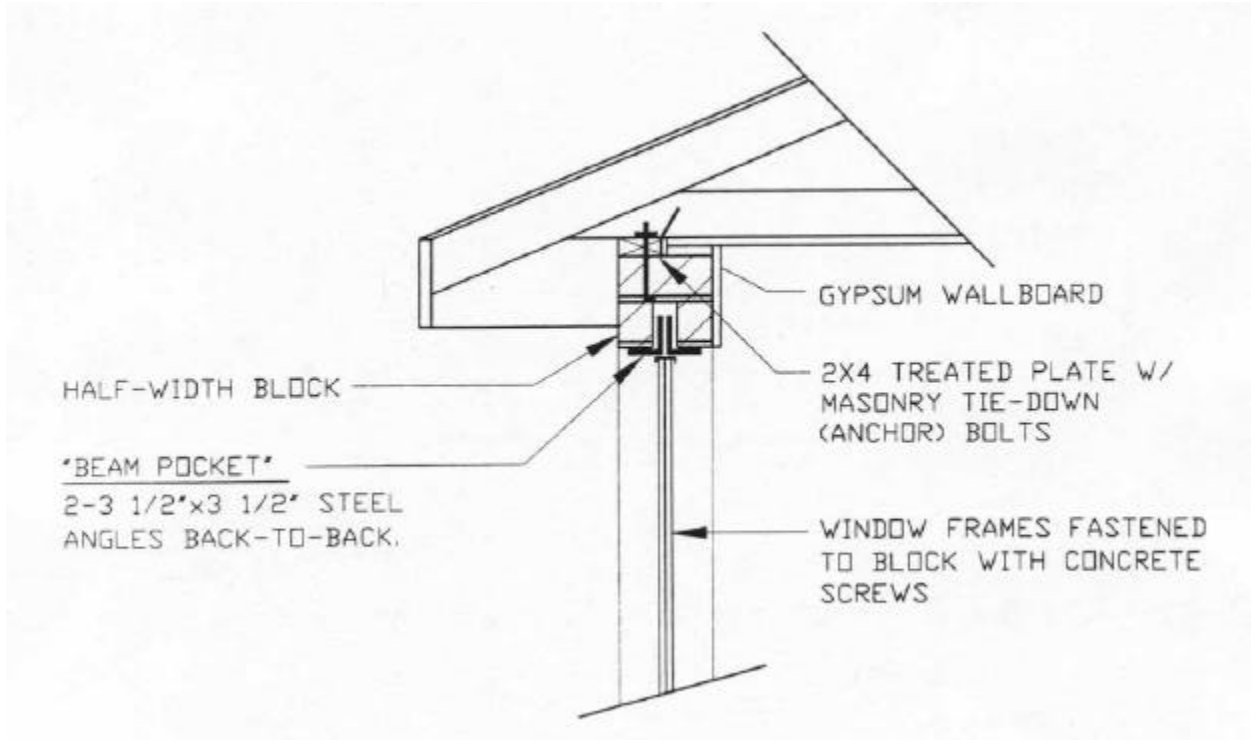 GYPSUM WALLBOARD
HALF-WIDTH BLOCK
2X4 TREATED PLATE W/
MASONRY TIE-DOWN
(ANCHOR) BOLTS
"BEAM POCKET"
2-3 1/2"x3 1/2" STEEL
ANGLES BACK-TO-BACK.
WINDOW FRAMES FASTENED
TO BLOCK WITH CONCRETE
SCREWS